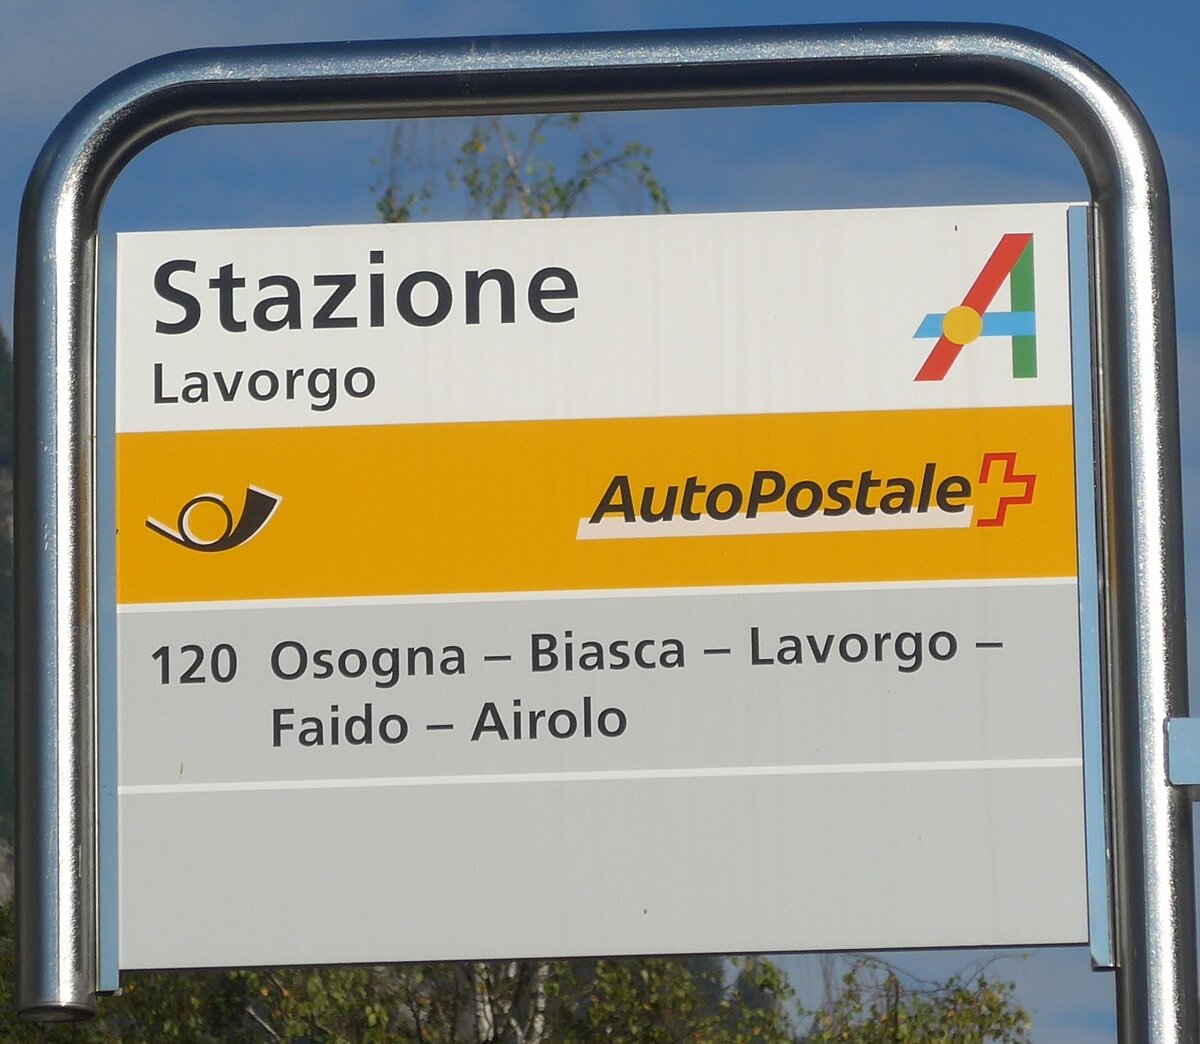 Stazione
Lavorgo
AutoPostale
120 Osogna – Biasca – Lavorgo –
Faido – Airolo